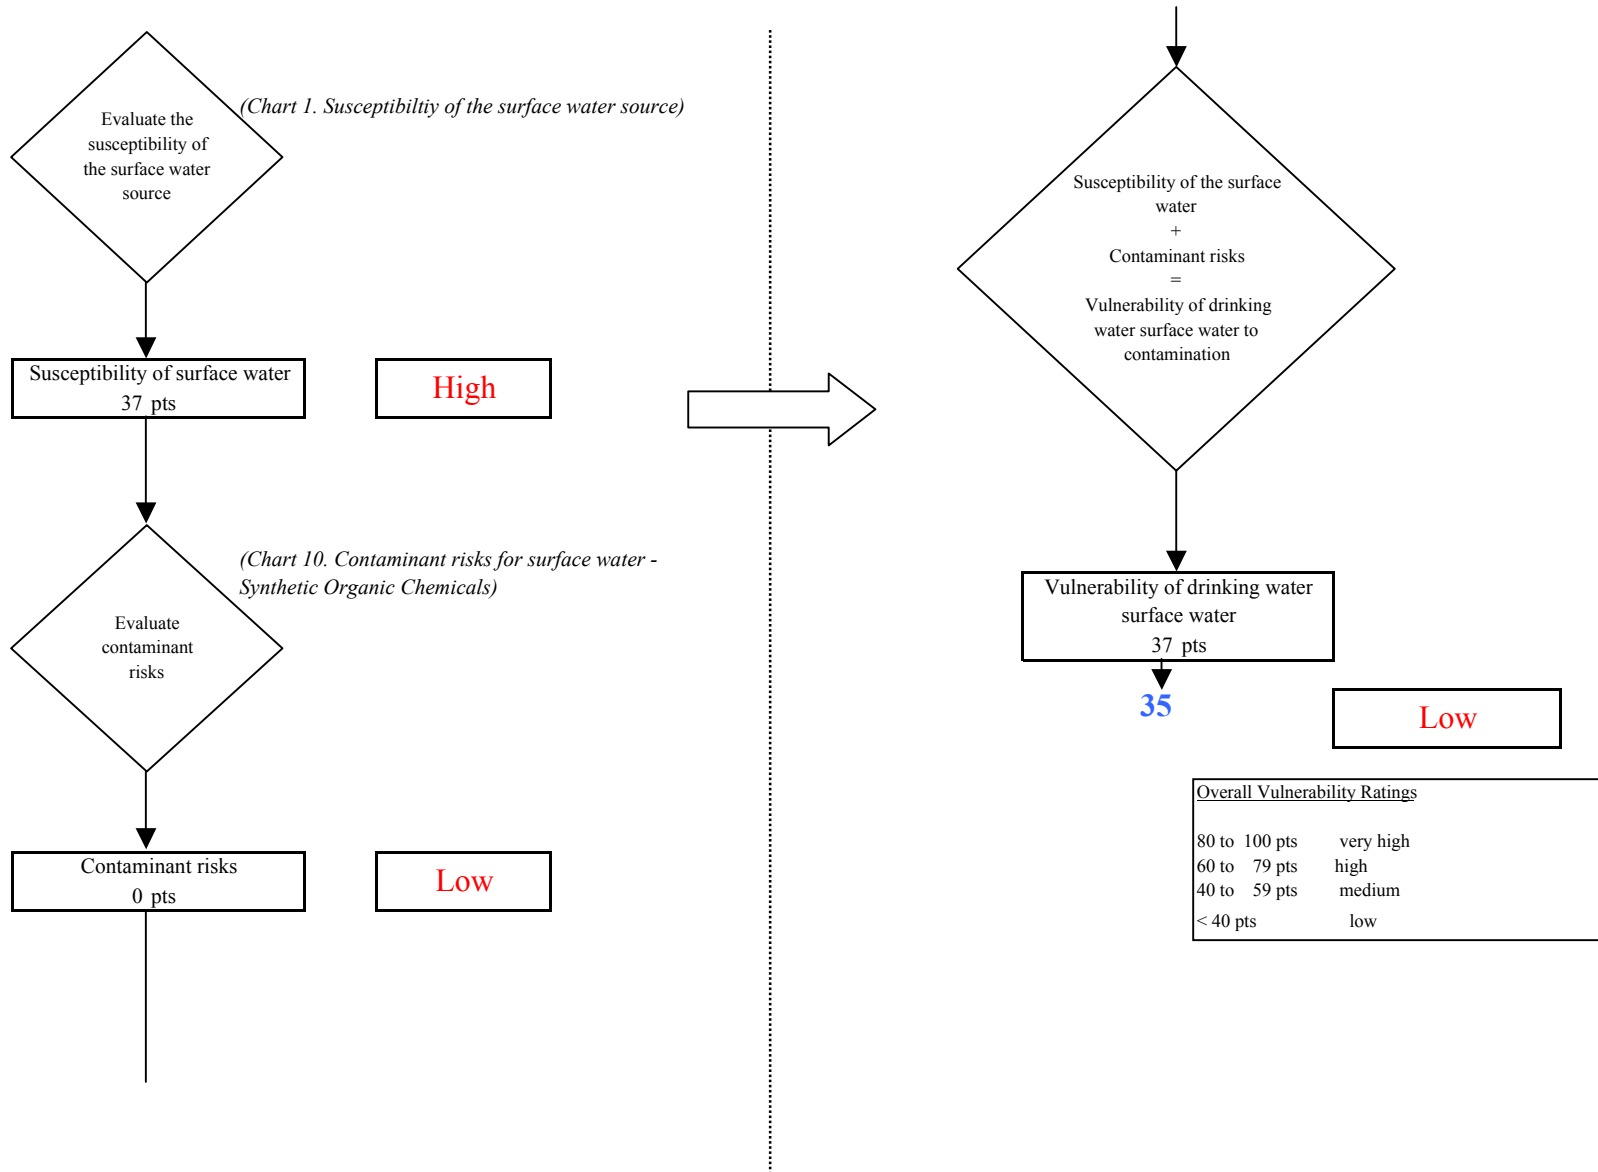 Evaluate the
susceptibility of
the surface water
source
(Chart 1. Susceptibiltiy of the surface water source)
Susceptibility of surface water
37 pts
High
(Chart 10. Contaminant risks for surface water -
Synthetic Organic Chemicals)
Evaluate
contaminant
risks
Contaminant risks
0 pts
Low
Susceptibility of the surface
water
+
Contaminant risks
=
Vulnerability of drinking
water surface water to
contamination
Vulnerability of drinking water
surface water
37 pts
35
Low
Overall Vulnerability Ratings
80 to 100 pts very high
60 to 79 pts high
40 to 59 pts medium
< 40 pts low